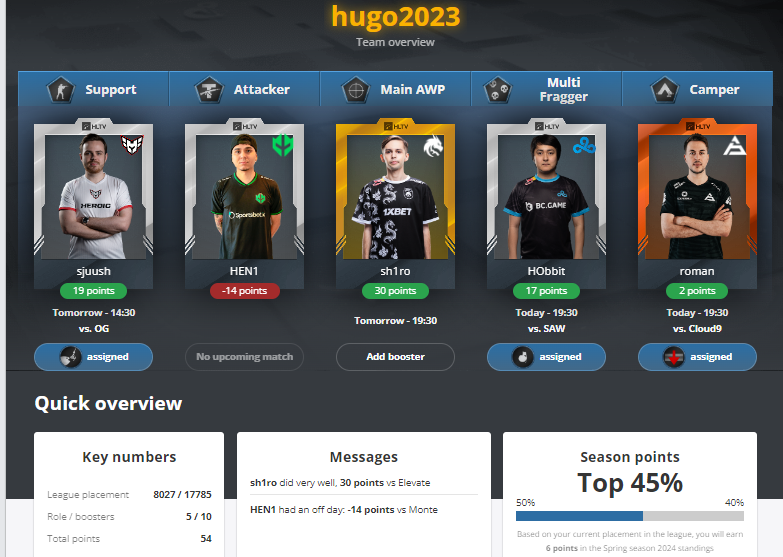 hugo2023
Team overview
Support
Attacker
Main AWP
Multi
Fragger
Camper
HLTV
HLTV
HLTV
HLTV
HLTV
HEROIC
Sportsbet.io
1XBET
BC.GAME
sjuush
HEN1
sh1ro
HObbit
roman
19 points
-14 points
30 points
17 points
2 points
Tomorrow - 14:30
vs. OG
Tomorrow - 19:30
Today - 19:30
vs. SAW
Today - 19:30
vs. Cloud9
assigned
No upcoming match
Add booster
assigned
assigned
Quick overview
Key numbers
League placement 8027 / 17785
Role / boosters 5 / 10
Total points 54
Messages
sh1ro did very well, 30 points vs Elevate
HEN1 had an off day: -14 points vs Monte
Season points
Top 45%
50% 40%
Based on your current placement in the league, you will earn
6 points in the Spring season 2024 standings